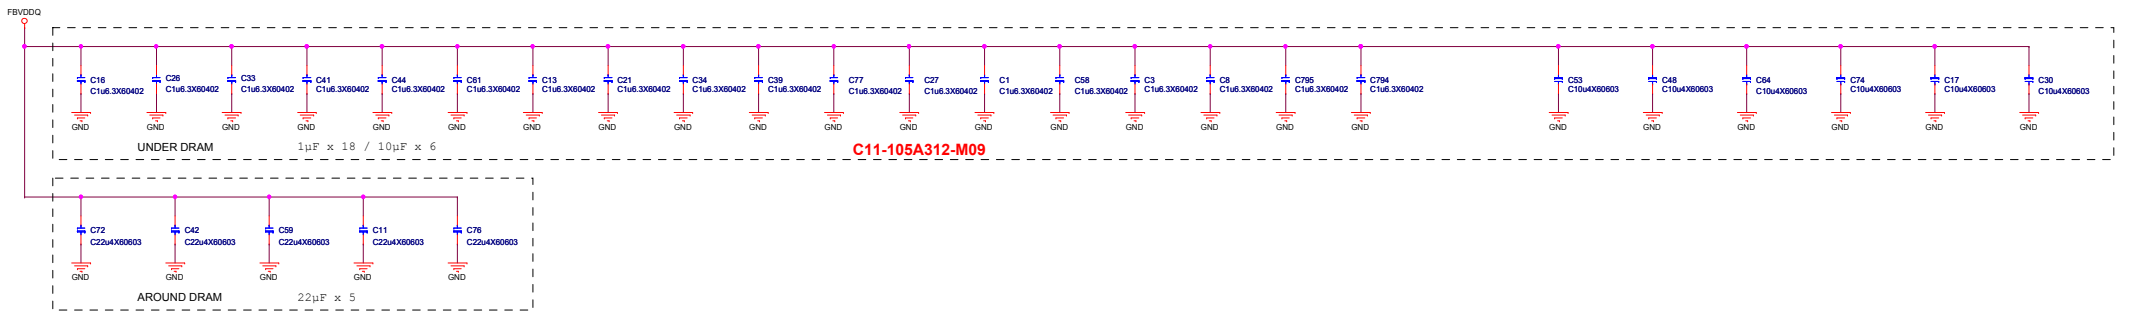 FBVDDQ
C16
C1u6.3X60402
GND
C26
C1u6.3X60402
GND
C33
C1u6.3X60402
GND
C41
C1u6.3X60402
GND
C44
C1u6.3X60402
GND
C61
C1u6.3X60402
GND
C13
C1u6.3X60402
GND
C21
C1u6.3X60402
GND
C34
C1u6.3X60402
GND
C39
C1u6.3X60402
GND
C77
C1u6.3X60402
GND
C27
C1u6.3X60402
GND
C1
C1u6.3X60402
GND
C58
C1u6.3X60402
GND
C3
C1u6.3X60402
GND
C8
C1u6.3X60402
GND
C795
C1u6.3X60402
GND
C794
C1u6.3X60402
GND
C53
C10u4X60603
GND
C48
C10u4X60603
GND
C64
C10u4X60603
GND
C74
C10u4X60603
GND
C17
C10u4X60603
GND
C30
C10u4X60603
GND
UNDER DRAM
1µF x 18 / 10µF x 6
C11-105A312-M09
C72
C22u4X60603
GND
C42
C22u4X60603
GND
C59
C22u4X60603
GND
C11
C22u4X60603
GND
C76
C22u4X60603
GND
AROUND DRAM
22µF x 5